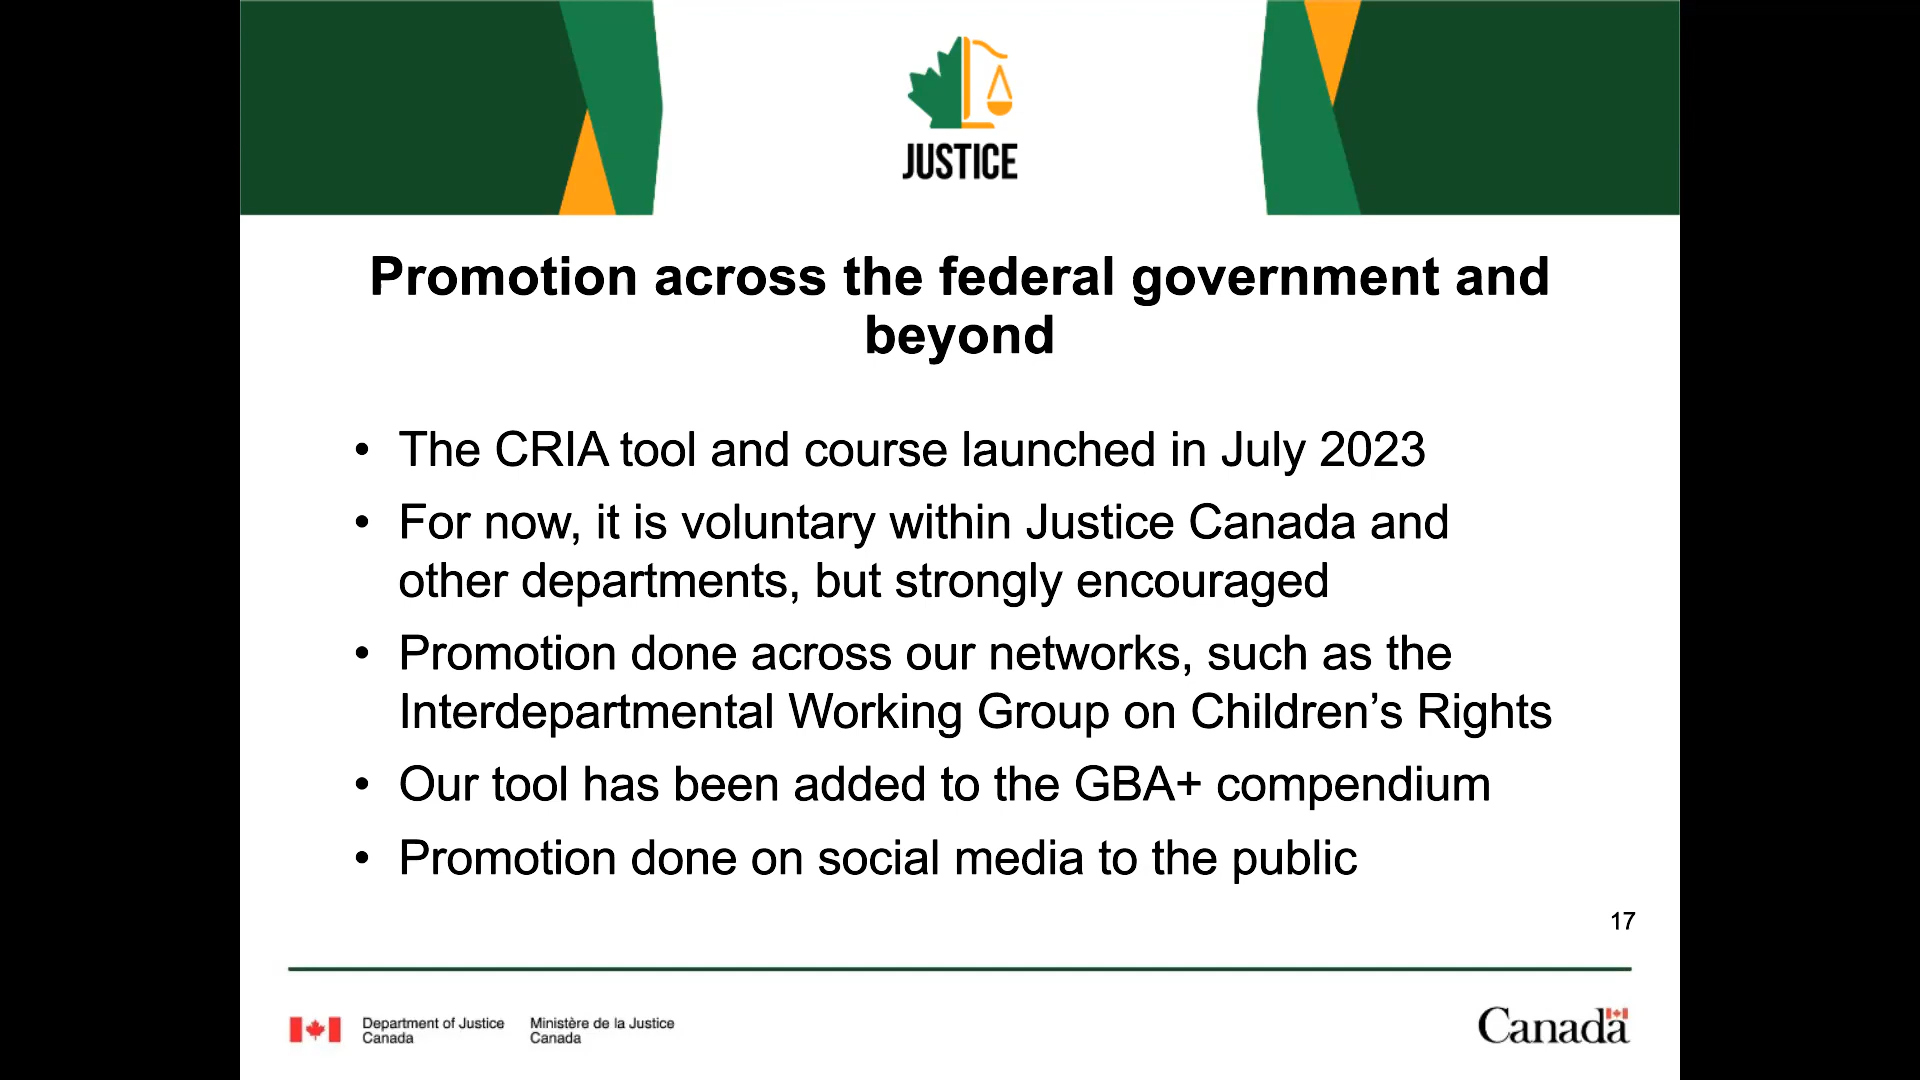 JUSTICE
Promotion across the federal government and
beyond
• The CRIA tool and course launched in July 2023
• For now, it is voluntary within Justice Canada and
other departments, but strongly encouraged
• Promotion done across our networks, such as the
Interdepartmental Working Group on Children’s Rights
• Our tool has been added to the GBA+ compendium
• Promotion done on social media to the public
17
Department of Justice
Canada
Ministère de la Justice
Canada
Canada